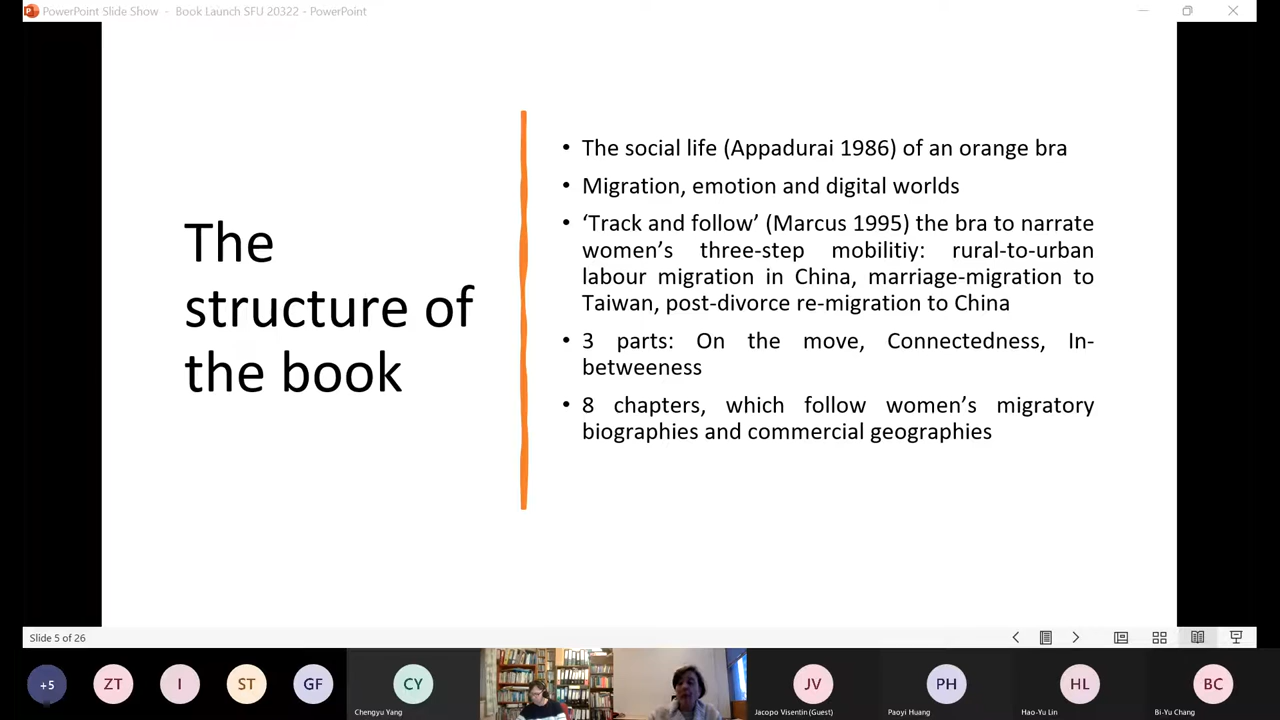 PowerPoint Slide Show - Book Launch SFU 20322 - PowerPoint
The
structure of
the book
• The social life (Appadurai 1986) of an orange bra
• Migration, emotion and digital worlds
• ‘Track and follow’ (Marcus 1995) the bra to narrate
women’s three-step mobilitiy: rural-to-urban
labour migration in China, marriage-migration to
Taiwan, post-divorce re-migration to China
• 3 parts: On the move, Connectedness, In-
betweeness
• 8 chapters, which follow women’s migratory
biographies and commercial geographies
Slide 5 of 26
+5 ZT I ST GF CY JV PH HL BC
Chengyu Yang Jacopo Visentin (Guest) Paoyi Huang Hao-Yu Lin Bi-Yu Chang